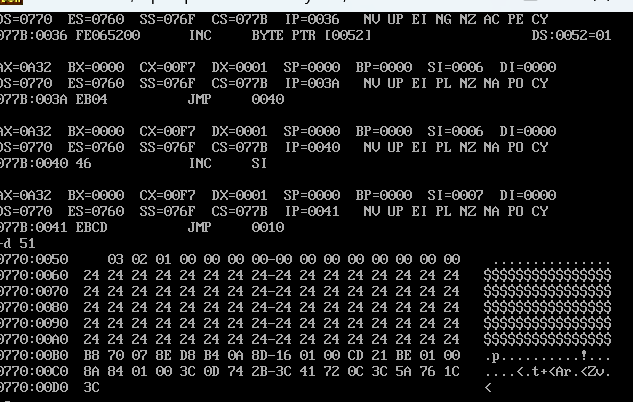 DS=0770 ES=0760 SS=076F CS=077B IP=0036 NV UP EI NG NZ AC PE CY
077B:0036 FE065200 INC BYTE PTR [0052] DS:0052=01
AX=0A32 BX=0000 CX=00F7 DX=0001 SP=0000 BP=0000 SI=0006 DI=0000
DS=0770 ES=0760 SS=076F CS=077B IP=003A NV UP EI PL NZ NA PO CY
077B:003A EB04 JMP 0040
AX=0A32 BX=0000 CX=00F7 DX=0001 SP=0000 BP=0000 SI=0006 DI=0000
DS=0770 ES=0760 SS=076F CS=077B IP=0040 NV UP EI PL NZ NA PO CY
077B:0040 46 INC SI
AX=0A32 BX=0000 CX=00F7 DX=0001 SP=0000 BP=0000 SI=0007 DI=0000
DS=0770 ES=0760 SS=076F CS=077B IP=0041 NV UP EI PL NZ NA PO CY
077B:0041 EBCD JMP 0010
-d 51
0770:0050 03 02 01 00 00 00 00-00 00 00 00 00 00 00 00 ...............
0770:0060 24 24 24 24 24 24 24 24-24 24 24 24 24 24 24 24 $$$$$$$$$$$$$$$$
0770:0070 24 24 24 24 24 24 24 24-24 24 24 24 24 24 24 24 $$$$$$$$$$$$$$$$
0770:0080 24 24 24 24 24 24 24 24-24 24 24 24 24 24 24 24 $$$$$$$$$$$$$$$$
0770:0090 24 24 24 24 24 24 24 24-24 24 24 24 24 24 24 24 $$$$$$$$$$$$$$$$
0770:00A0 24 24 24 24 24 24 24 24-24 24 24 24 24 24 24 24 $$$$$$$$$$$$$$$$
0770:00B0 B8 70 07 8E D8 B4 0A 8D-16 01 00 CD 21 BE 01 00 .p..........!...
0770:00C0 8A 84 01 00 3C 0D 74 2B-3C 41 72 0C 3C 5A 76 1C ....<.t+<Ar.<Zv.
0770:00D0 3C <